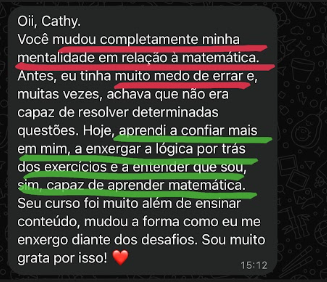 Oii, Cathy.
Você mudou completamente minha
mentalidade em relação à matemática.
Antes, eu tinha muito medo de errar e,
muitas vezes, achava que não era
capaz de resolver determinadas
questões. Hoje, aprendi a confiar mais
em mim, a enxergar a lógica por trás
dos exercícios e a entender que sou,
sim, capaz de aprender matemática.
Seu curso foi muito além de ensinar
conteúdo, mudou a forma como eu me
enxergo diante dos desafios. Sou muito
grata por isso! ❤️
15:12